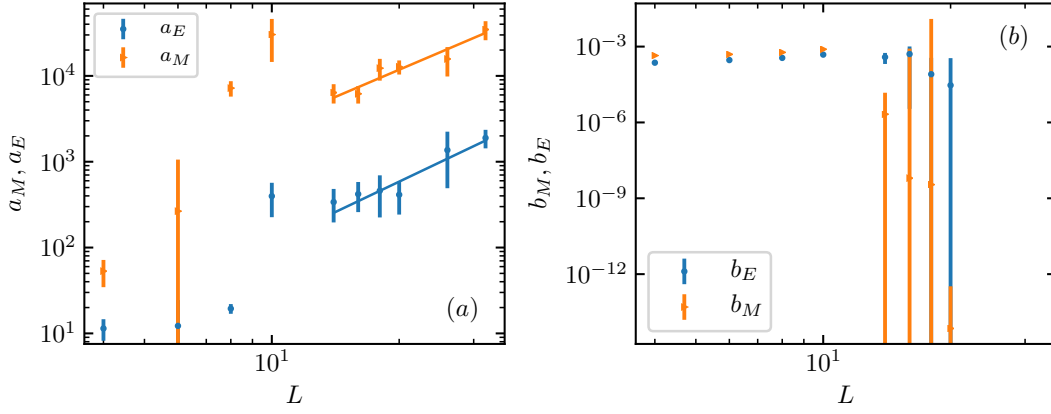 a_E
a_M
10^4
10^3
10^2
10^1
a_M, a_E
(a)
10^1
L
(b)
10^{-3}
10^{-6}
10^{-9}
10^{-12}
b_M, b_E
b_E
b_M
10^1
L